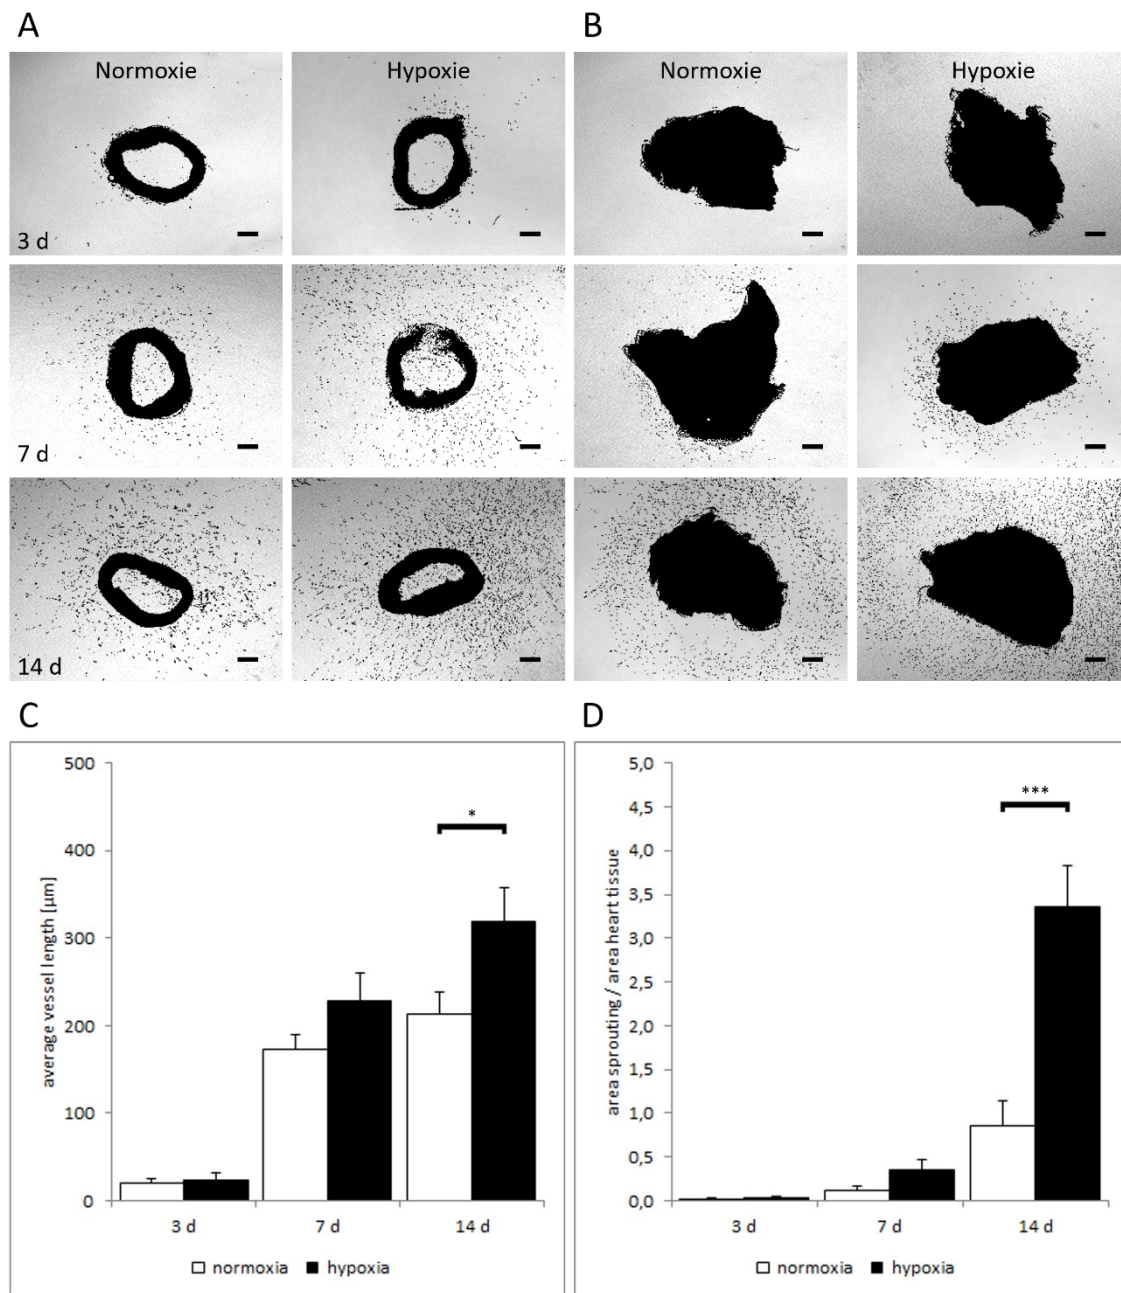 A
B
Normoxie
Hypoxie
Normoxie
Hypoxie
3 d
7 d
14 d
C
D
500
400
300
200
100
0
average vessel length [µm]
*
3 d
7 d
14 d
normoxia
hypoxia
5,0
4,5
4,0
3,5
3,0
2,5
2,0
1,5
1,0
0,5
0,0
area sprouting / area heart tissue
***
3 d
7 d
14 d
normoxia
hypoxia